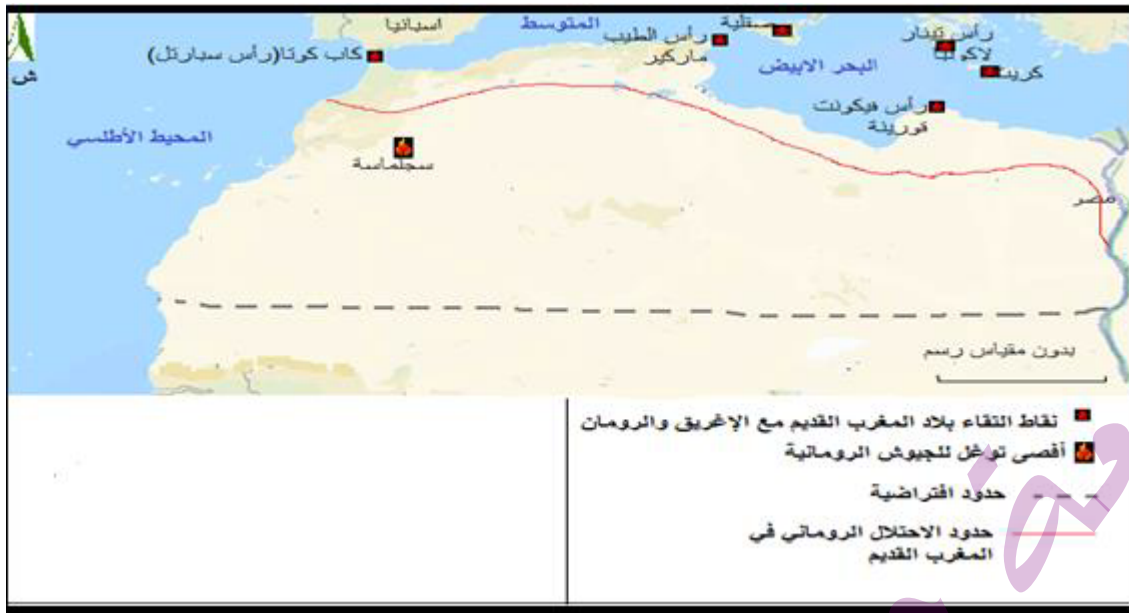 المتوسط
اسبانيا
صقلية
رأس الطيب
ماركير
رأس تينار
كاب كوتا(رأس سبارتل)
البحر الابيض
كريت
ش
رأس فيكونت
قورينة
المحيط الأطلسي
سجلماسة
مصر
بدون مقياس رسم
نقاط التقاء بلاد المغرب القديم مع الإغريق والرومان
أقصى توغل للجيوش الرومانية
حدود افتراضية
حدود الاحتلال الروماني في
المغرب القديم